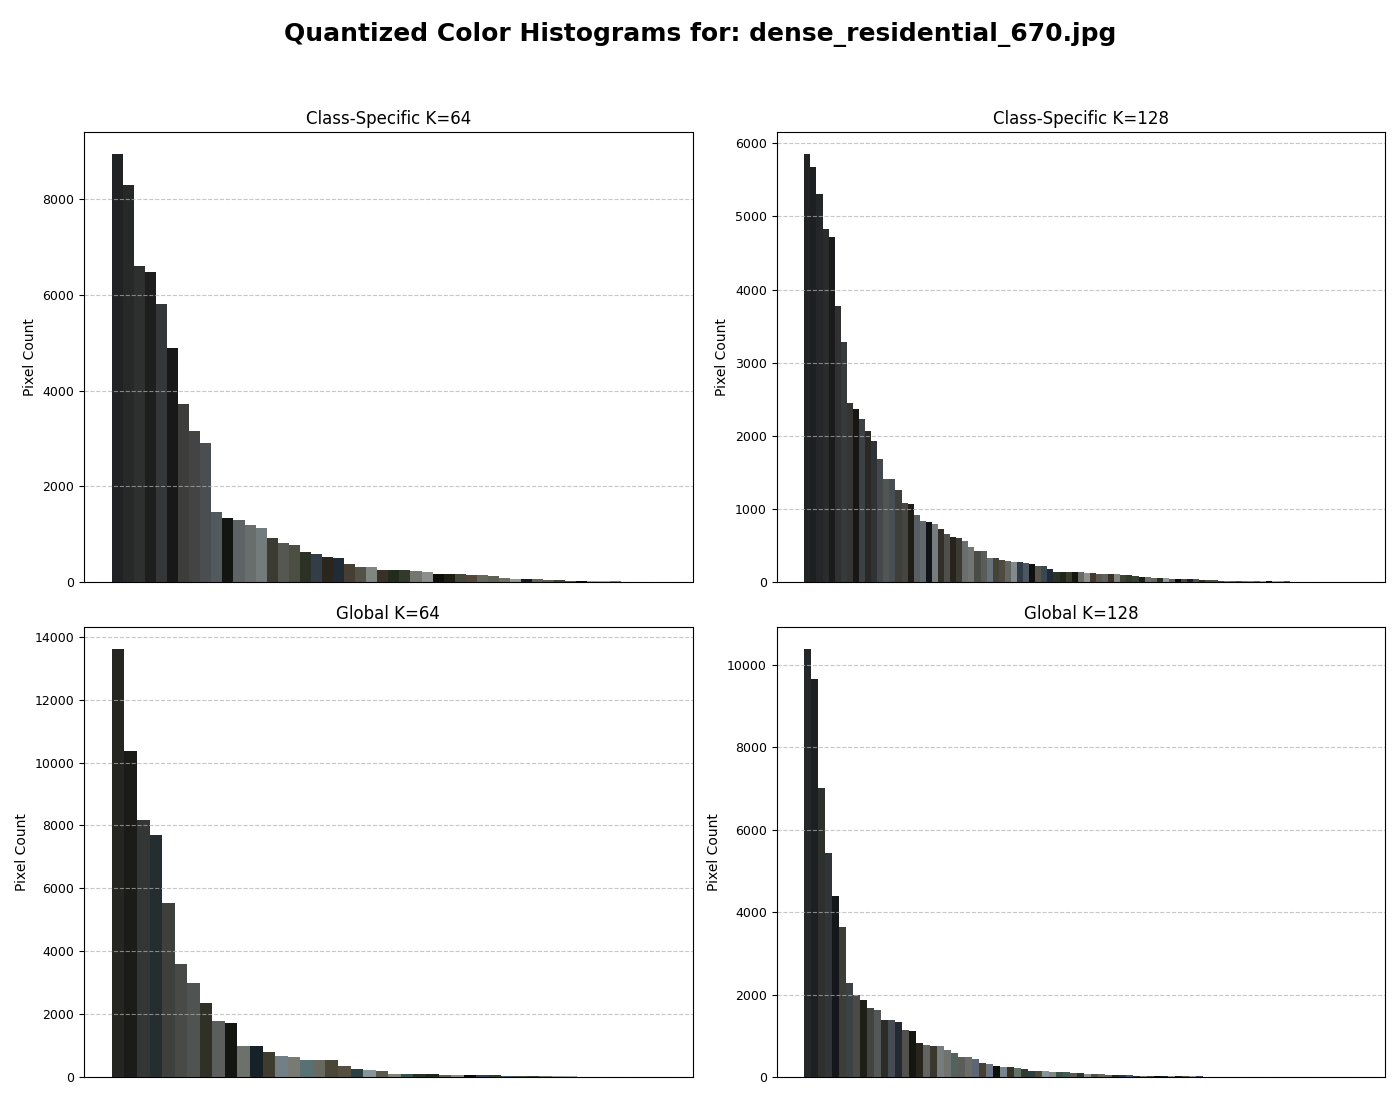 Quantized Color Histograms for: dense_residential_670.jpg
Class-Specific K=64
Pixel Count
8000
6000
4000
2000
0
Class-Specific K=128
Pixel Count
6000
5000
4000
3000
2000
1000
0
Global K=64
Pixel Count
14000
12000
10000
8000
6000
4000
2000
0
Global K=128
Pixel Count
10000
8000
6000
4000
2000
0